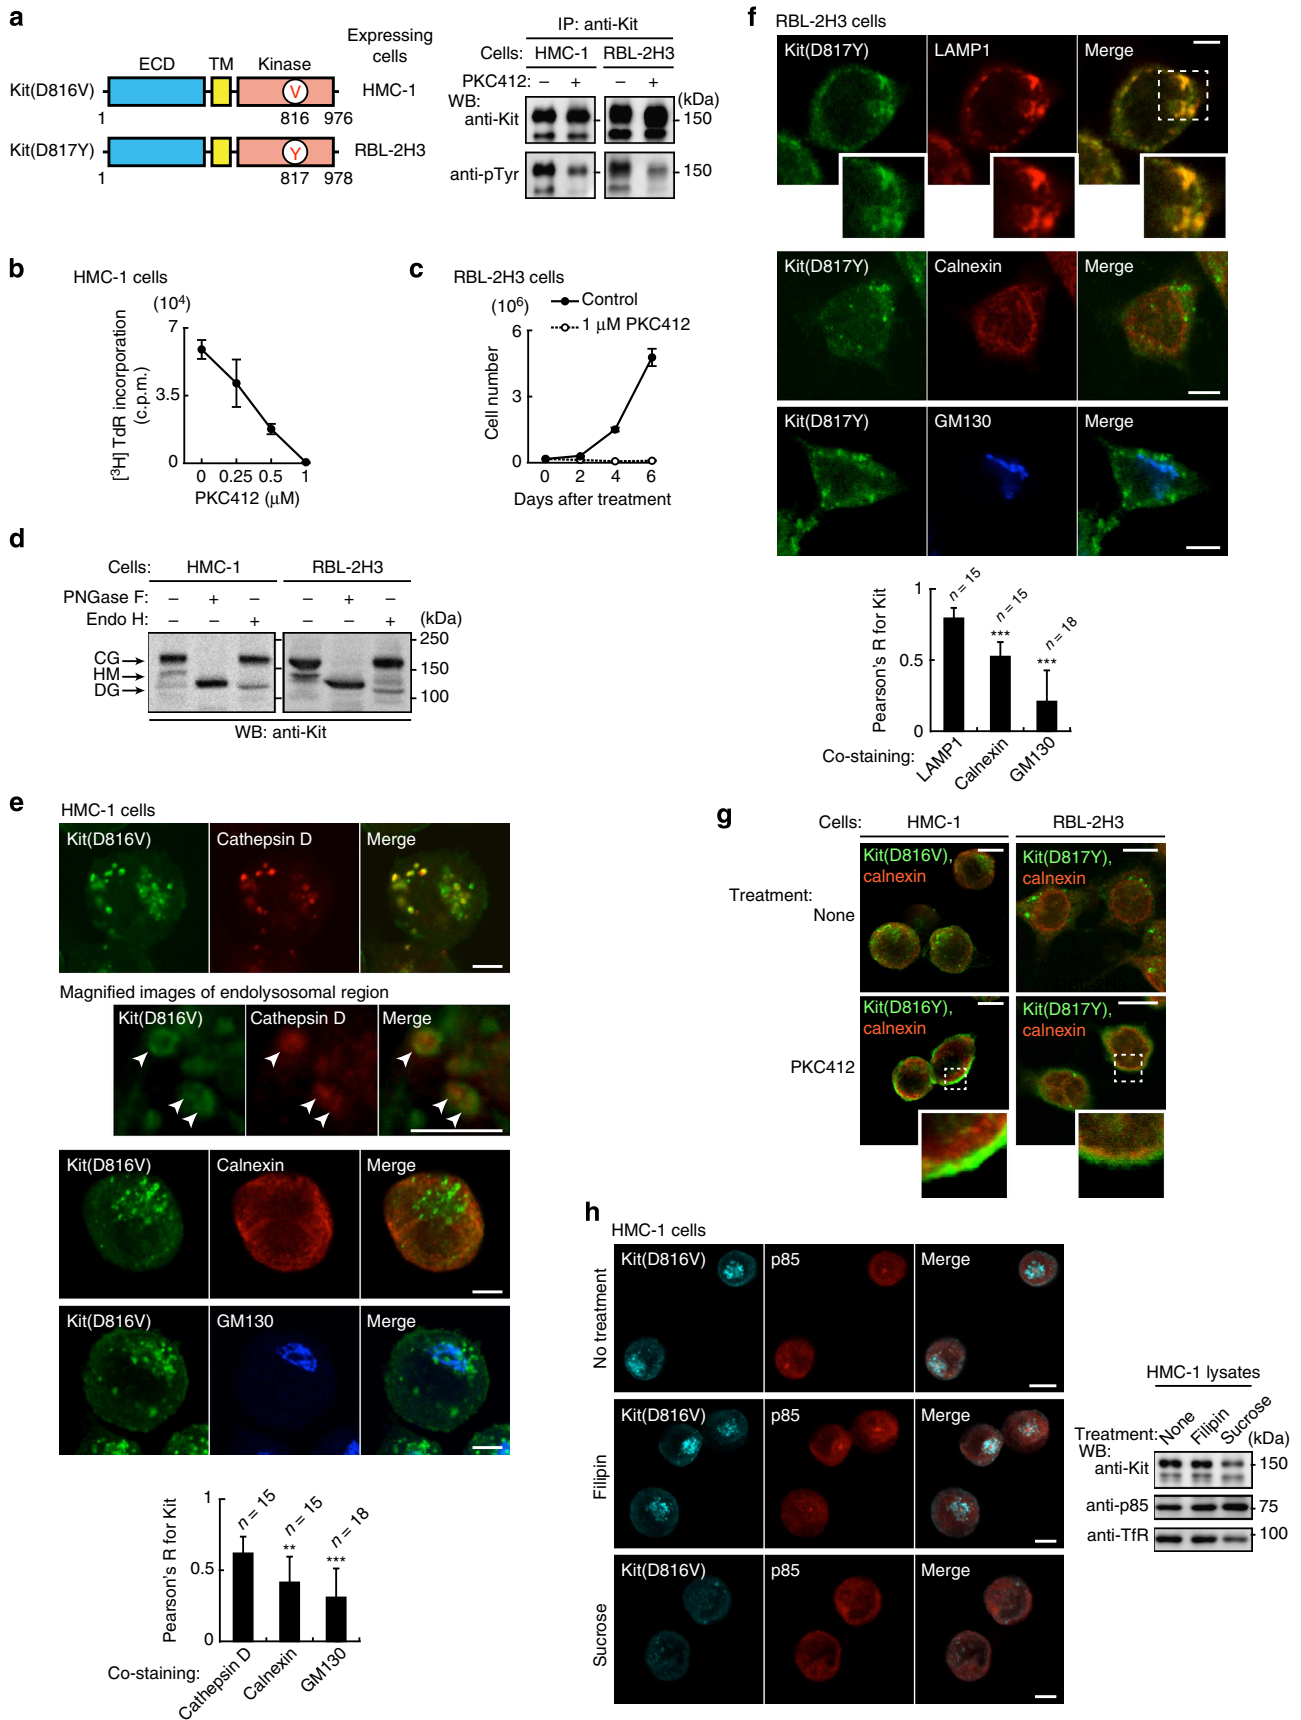 a
ECD TM Kinase Expressing cells
Kit(D816V) V HMC-1
1 816 976
Kit(D817Y) Y RBL-2H3
1 817 978
IP: anti-Kit
Cells: HMC-1 RBL-2H3
PKC412: – + – +
WB: (kDa)
anti-Kit 150
anti-pTyr 150
b
HMC-1 cells
(10⁴)
7
3.5
0
[³H] TdR incorporation
(c.p.m.)
0 0.25 0.5 1
PKC412 (μM)
c
RBL-2H3 cells
(10⁶)
Control
1 μM PKC412
6
3
0
Cell number
0 2 4 6
Days after treatment
d
Cells: HMC-1 RBL-2H3
PNGase F: – + – – + –
Endo H: – – + – – + (kDa)
CG
HM
DG
250
150
100
WB: anti-Kit
e
HMC-1 cells
Kit(D816V) Cathepsin D Merge
Magnified images of endolysosomal region
Kit(D816V) Cathepsin D Merge
Kit(D816V) Calnexin Merge
Kit(D816V) GM130 Merge
Pearson's R for Kit
1
0.5
0
n = 15 n = 15 n = 18
** ***
Co-staining: Cathepsin D Calnexin GM130
f
RBL-2H3 cells
Kit(D817Y) LAMP1 Merge
Kit(D817Y) Calnexin Merge
Kit(D817Y) GM130 Merge
Pearson's R for Kit
1
0.5
0
n = 15 n = 15 n = 18
*** ***
Co-staining: LAMP1 Calnexin GM130
g
Cells: HMC-1 RBL-2H3
Treatment:
None
Kit(D816V), calnexin
Kit(D817Y), calnexin
PKC412
Kit(D816Y), calnexin
Kit(D817Y), calnexin
h
HMC-1 cells
No treatment
Kit(D816V) p85 Merge
Filipin
Kit(D816V) p85 Merge
Sucrose
Kit(D816V) p85 Merge
HMC-1 lysates
Treatment: None Filipin Sucrose
WB: (kDa)
anti-Kit 150
anti-p85 75
anti-TfR 100